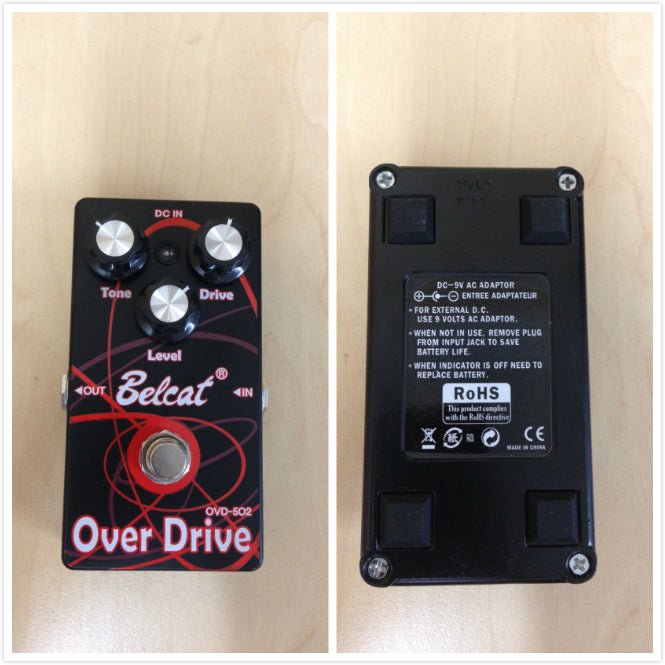 DC IN
Tone
Drive
Level
◄OUT
Belcat®
◄IN
OVD-502
Over Drive
DC-9V AC ADAPTOR
ENTREE ADAPTATEUR
* FOR EXTERNAL D.C.
USE 9 VOLTS AC ADAPTOR.
* WHEN NOT IN USE, REMOVE PLUG
FROM INPUT JACK TO SAVE
BATTERY LIFE.
* WHEN INDICATOR IS OFF NEED TO
REPLACE BATTERY.
RoHS
This product complies
with the RoHS directive
紙 箱
CE
MADE IN CHINA